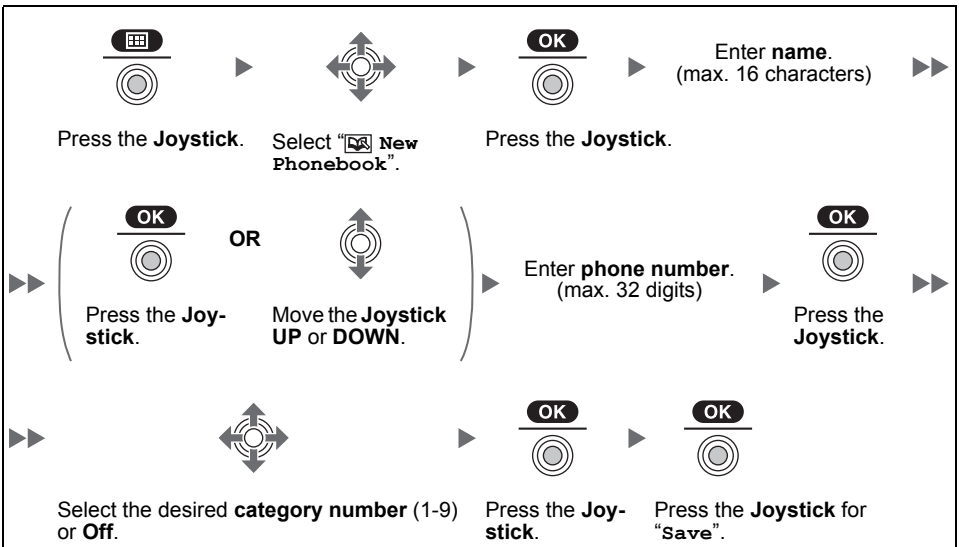 OK
Enter name.
(max. 16 characters)
Press the Joystick.
Select “ New
Phonebook”.
Press the Joystick.
OK
OR
OK
Enter phone number.
(max. 32 digits)
Press the Joy-
stick.
Move the Joystick
UP or DOWN.
Press the
Joystick.
OK
OK
Select the desired category number (1-9)
or Off.
Press the Joy-
stick.
Press the Joystick for
“Save”.